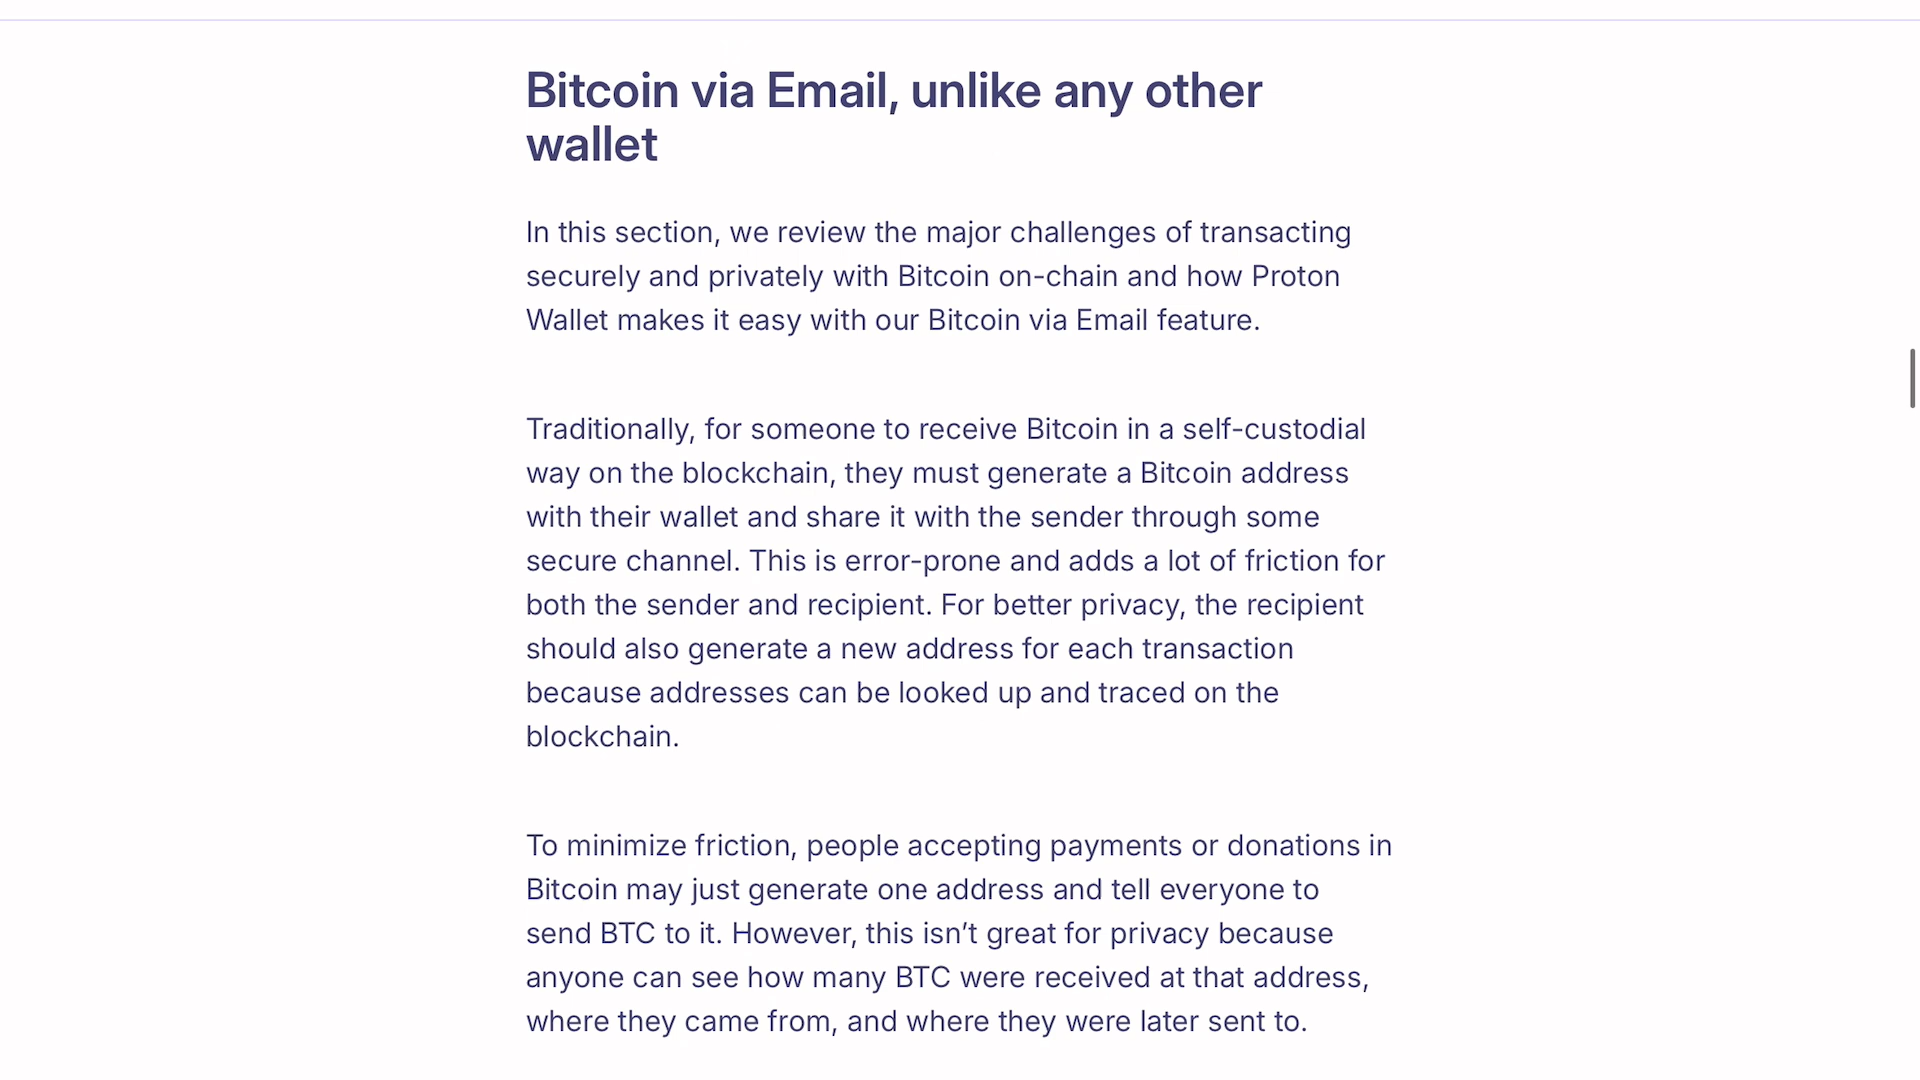 Bitcoin via Email, unlike any other
wallet
In this section, we review the major challenges of transacting
securely and privately with Bitcoin on-chain and how Proton
Wallet makes it easy with our Bitcoin via Email feature.
Traditionally, for someone to receive Bitcoin in a self-custodial
way on the blockchain, they must generate a Bitcoin address
with their wallet and share it with the sender through some
secure channel. This is error-prone and adds a lot of friction for
both the sender and recipient. For better privacy, the recipient
should also generate a new address for each transaction
because addresses can be looked up and traced on the
blockchain.
To minimize friction, people accepting payments or donations in
Bitcoin may just generate one address and tell everyone to
send BTC to it. However, this isn’t great for privacy because
anyone can see how many BTC were received at that address,
where they came from, and where they were later sent to.